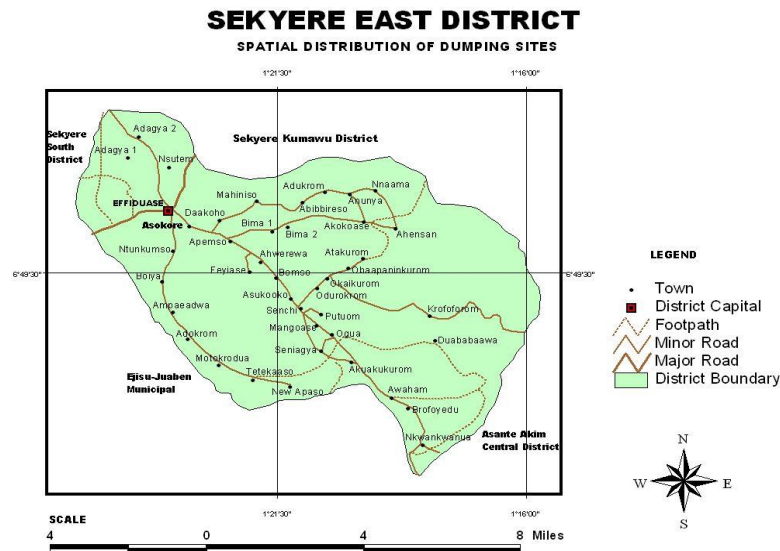 SEKYERE EAST DISTRICT
SPATIAL DISTRIBUTION OF DUMPING SITES
1°21'30"
1°16'00"
Sekyere
South
District
Sekyere Kumawu District
Adagya 2
Adagya 1
Nsutem
EFFIDUASE
Asokore
Daakoho
Mahiniso
Adukrom
Nnaama
Abibbireso
Anunya
Bima 1
Bima 2
Akokoase
Ahensan
Apemso
Ntunkumso
Ahwerewa
Atakurom
Feyiase
Bomso
Obaapaninkurom
6°49'30"
6°49'30"
Boiya
Okaikurom
Asukooko
Odurokrom
Ampaeadwa
Senchi
Putuom
Krofoforom
Mangoase
Adokrom
Ogua
Duababaawa
Seniagya
Motokrodua
Akuakukurom
Tetekaaso
Ejisu-Juaben
Municipal
New Apaso
Awaham
Brofoyedu
Nkwankwanua
Asante Akim
Central District
LEGEND
Town
District Capital
Footpath
Minor Road
Major Road
District Boundary
N
W
E
S
SCALE
1°21'30"
1°16'00"
4 0 4 8 Miles